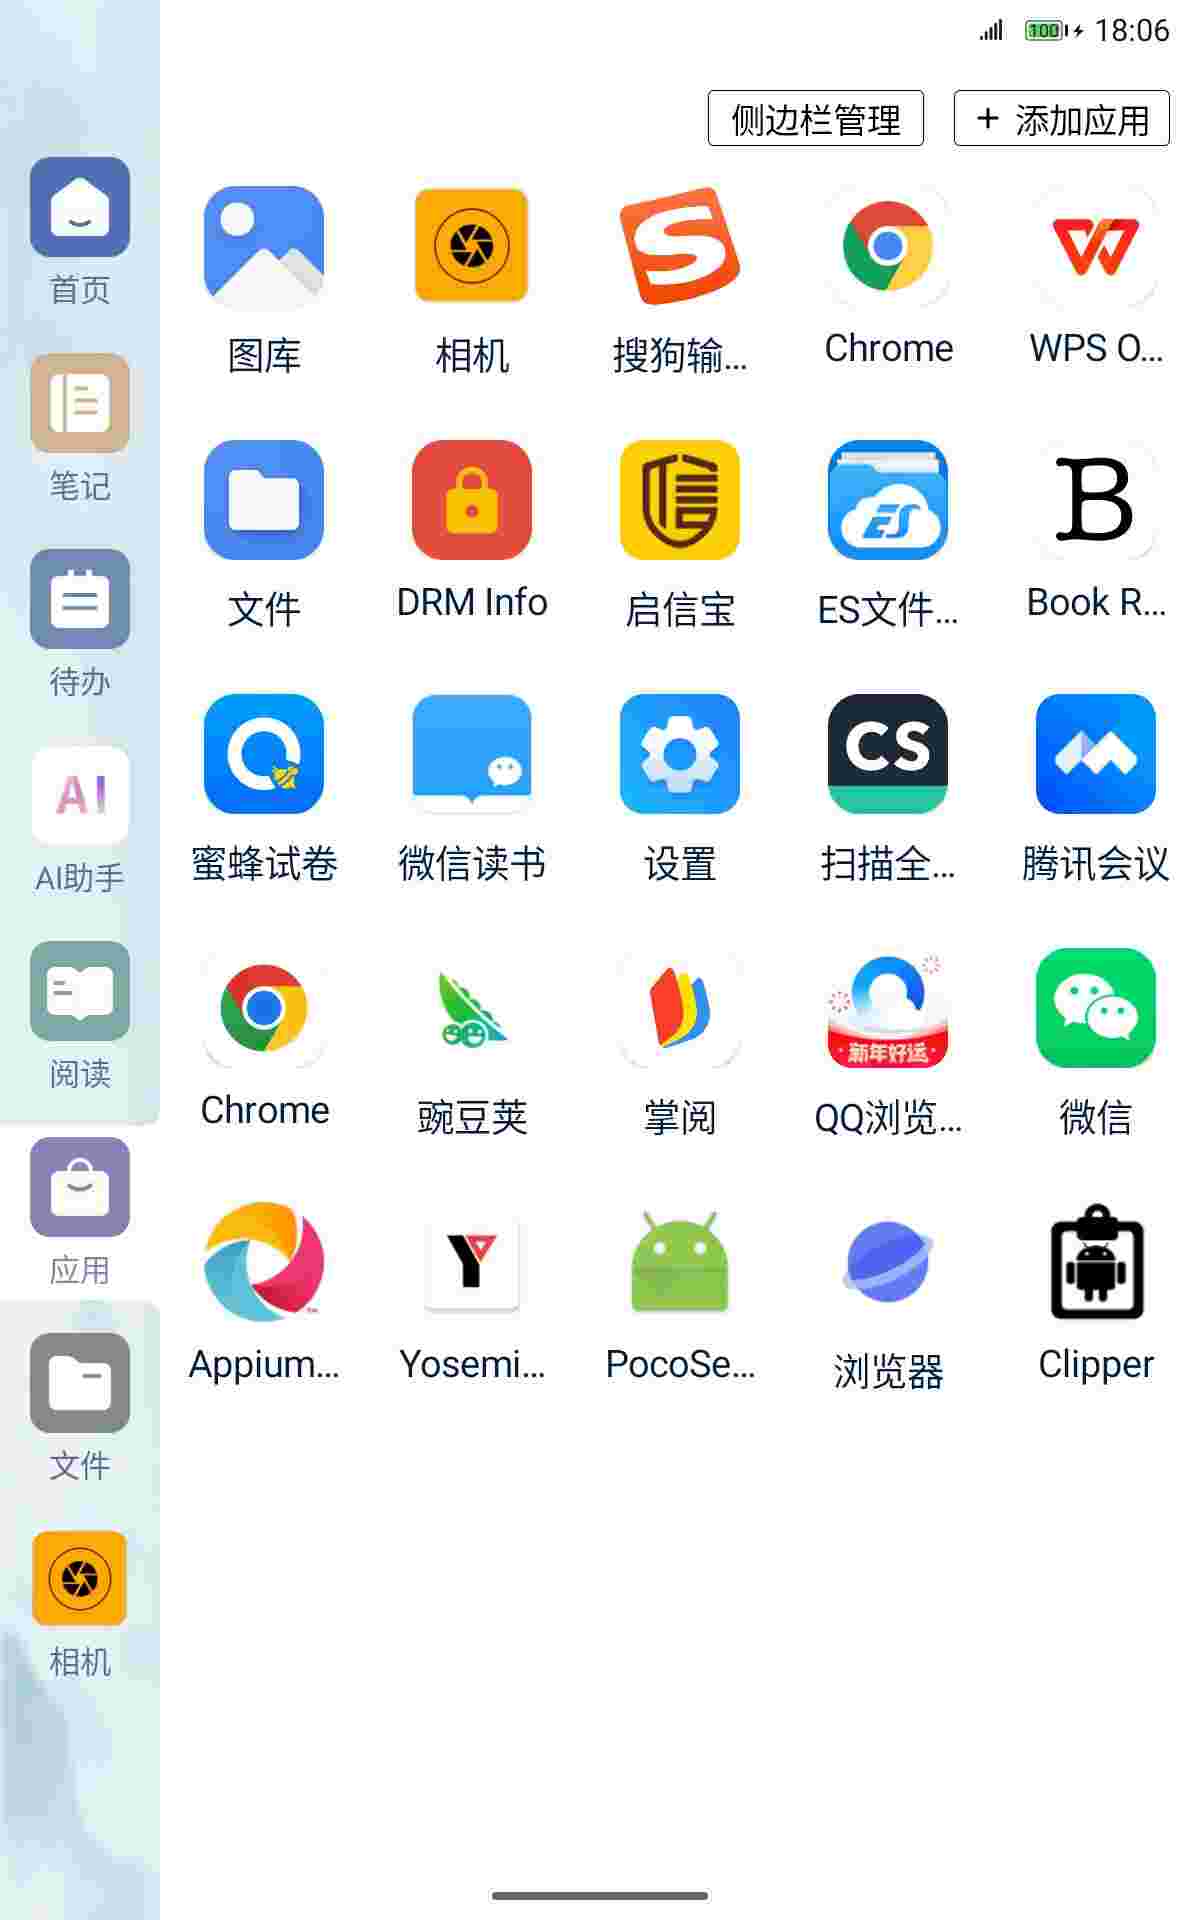 100 18:06
侧边栏管理
+ 添加应用
首页
笔记
待办
AI
AI助手
阅读
应用
文件
相机
图库
相机
搜狗输...
Chrome
WPS O...
文件
DRM Info
信
启信宝
ES
ES文件...
B
Book R...
蜜蜂试卷
微信读书
设置
CS
扫描全...
腾讯会议
Chrome
豌豆荚
掌阅
新年好运
QQ浏览...
微信
Appium...
Yosemi...
PocoSe...
浏览器
Clipper